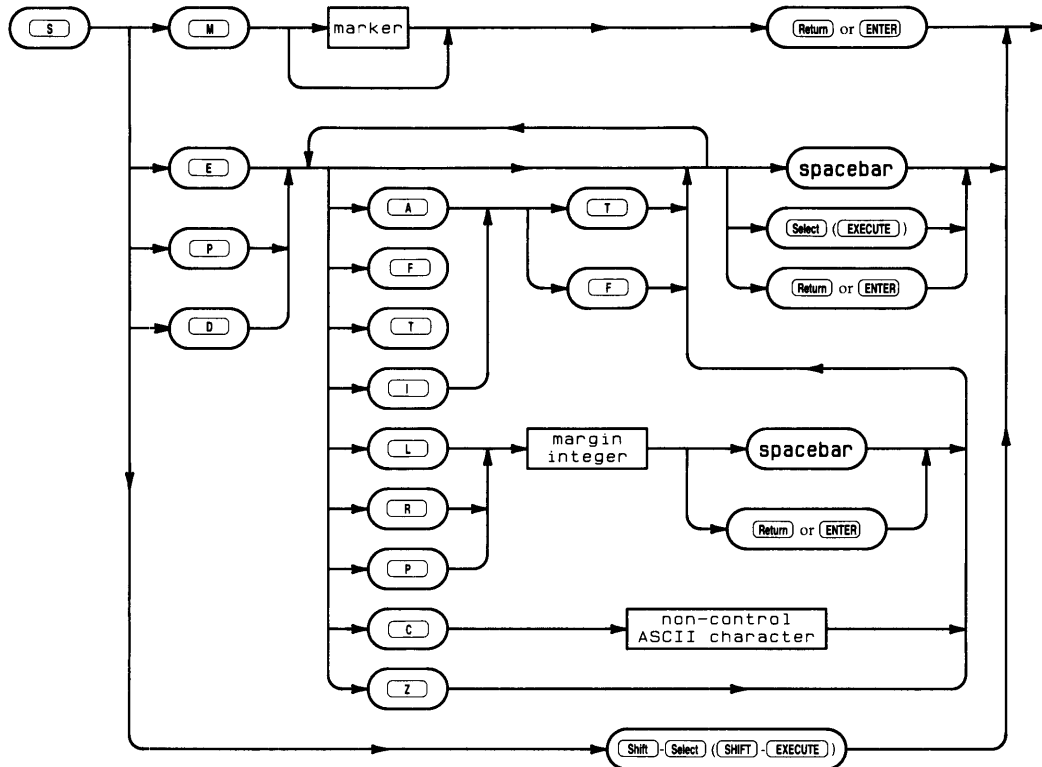 S
M
marker
Return or ENTER
E
spacebar
A
T
Select ( EXECUTE )
P
F
F
Return or ENTER
D
T
I
L
margin
integer
spacebar
R
Return or ENTER
P
C
non-control
ASCII character
Z
Shift - Select ( SHIFT - EXECUTE )